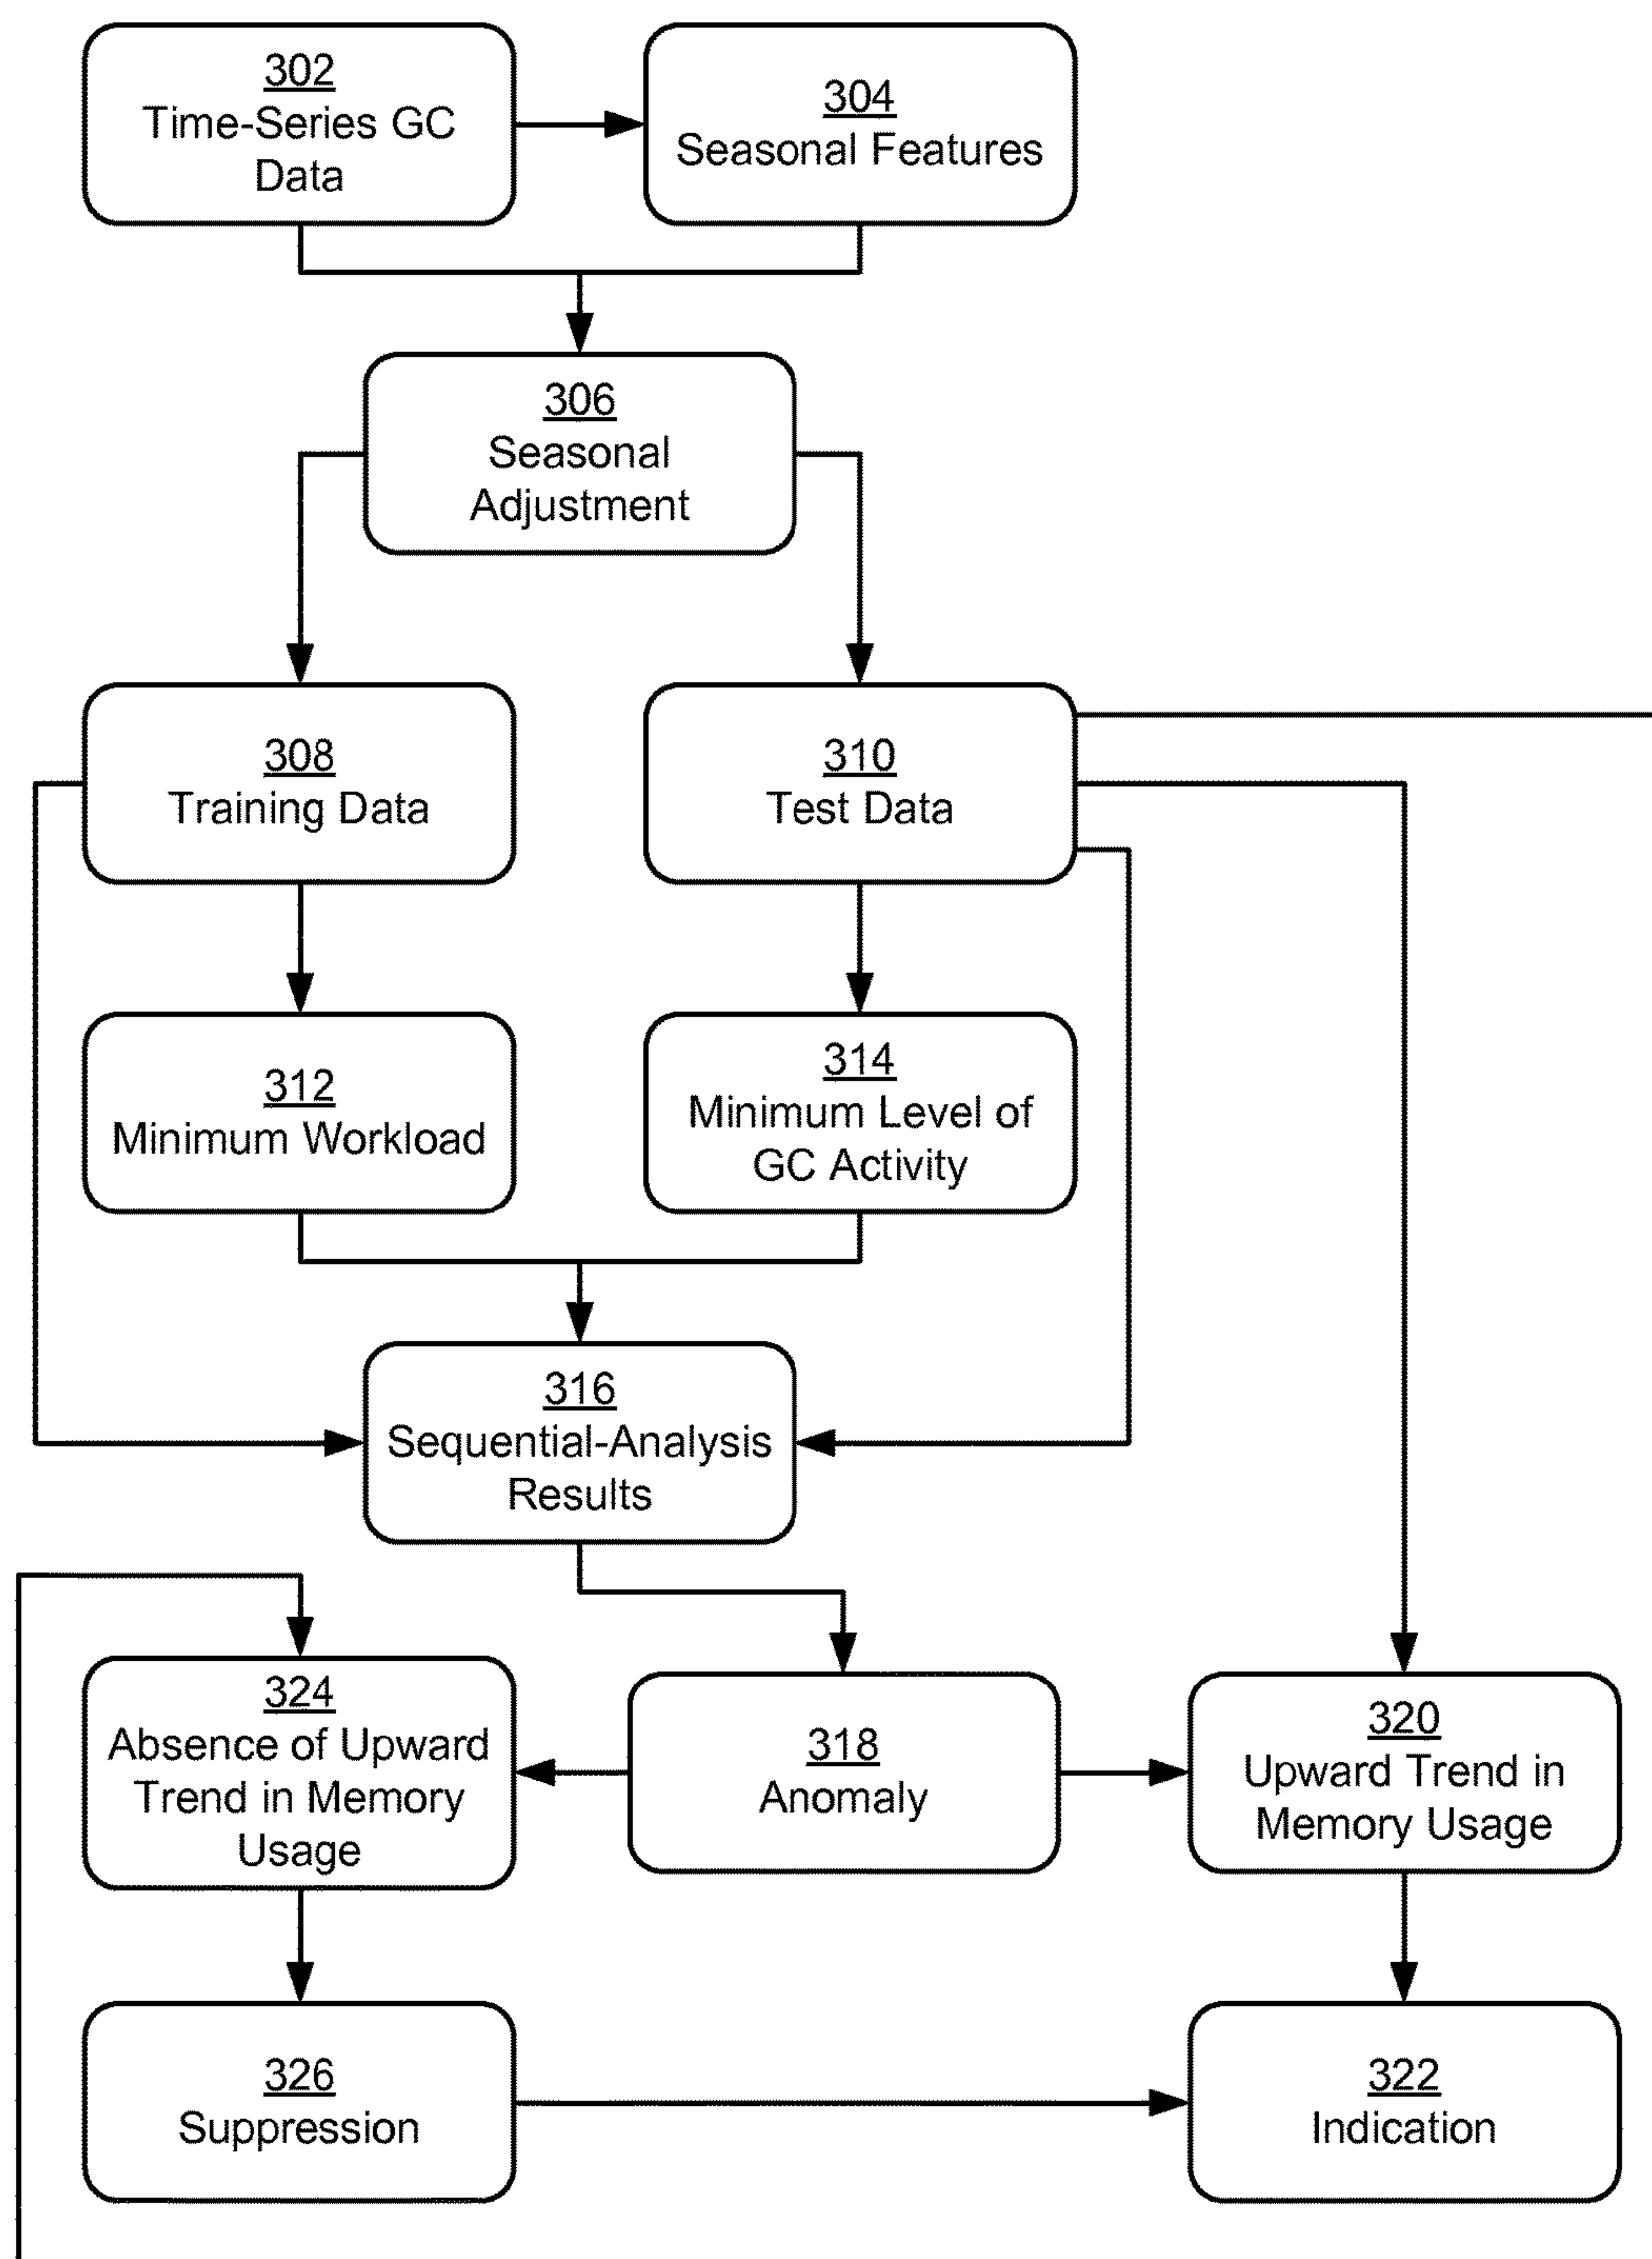 302
Time-Series GC
Data
304
Seasonal Features
306
Seasonal
Adjustment
308
Training Data
310
Test Data
312
Minimum Workload
314
Minimum Level of
GC Activity
316
Sequential-Analysis
Results
324
Absence of Upward
Trend in Memory
Usage
318
Anomaly
320
Upward Trend in
Memory Usage
326
Suppression
322
Indication